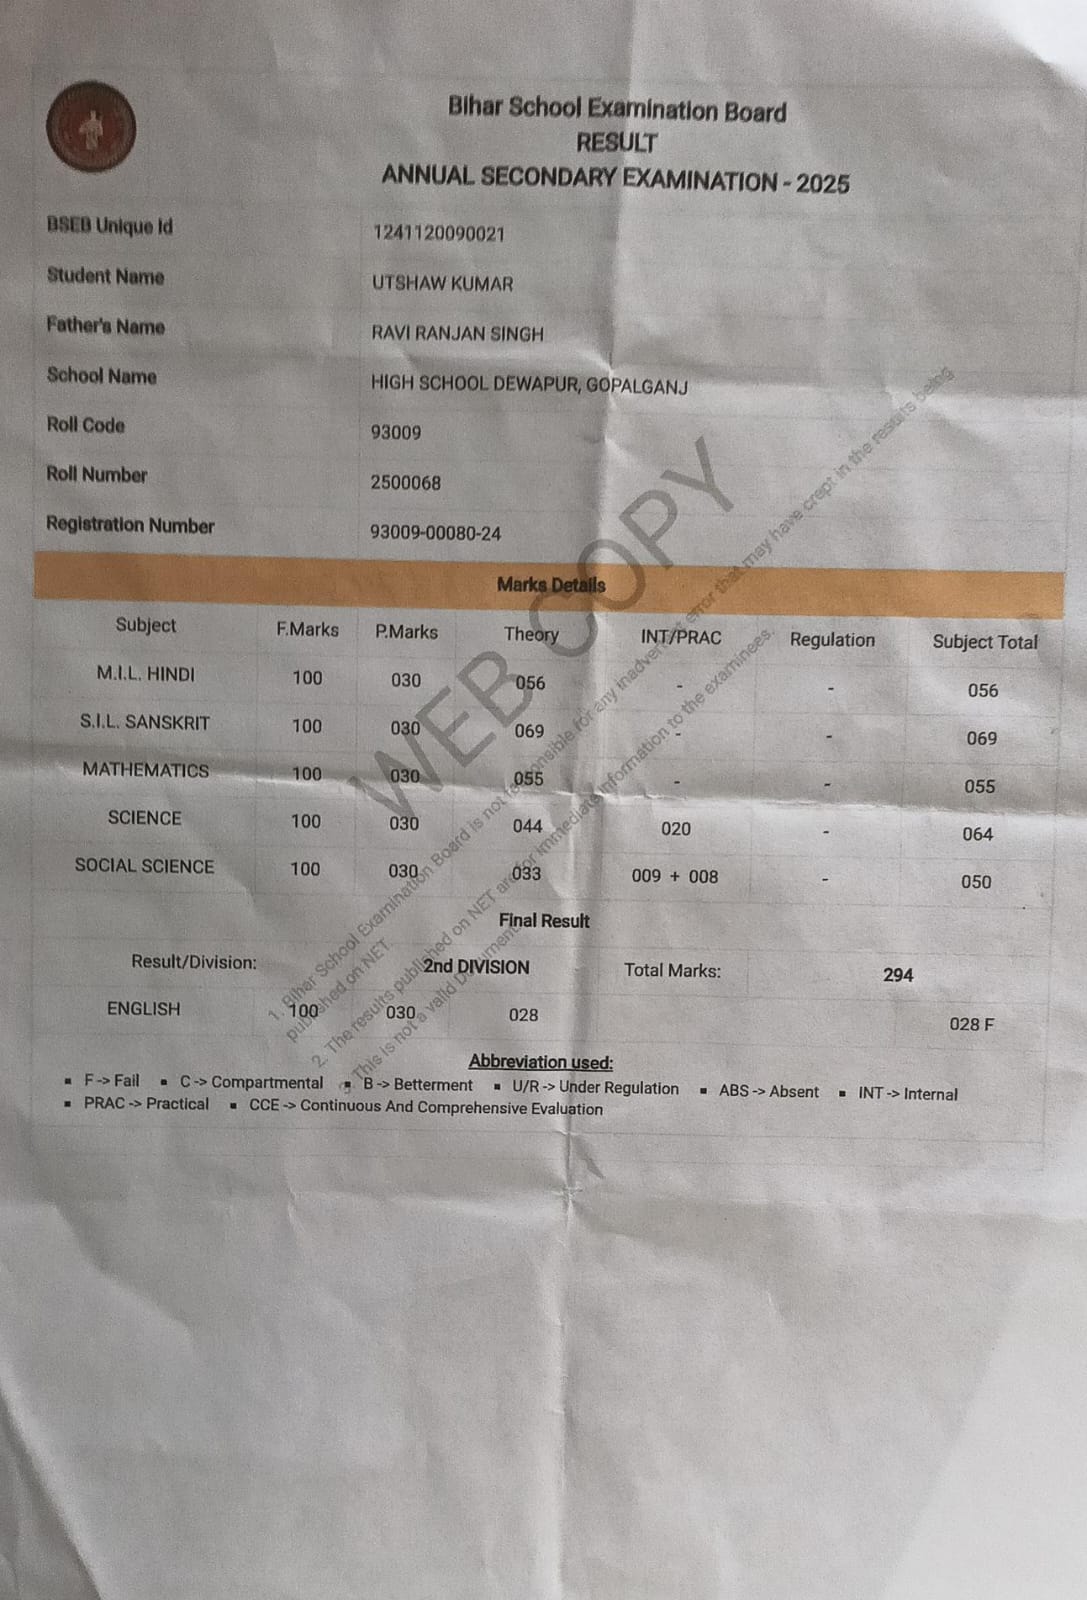 Bihar School Examination Board
RESULT
ANNUAL SECONDARY EXAMINATION - 2025
BSEB Unique Id 1241120090021
Student Name UTSHAW KUMAR
Father's Name RAVI RANJAN SINGH
School Name HIGH SCHOOL DEWAPUR, GOPALGANJ
Roll Code 93009
Roll Number 2500068
Registration Number 93009-00080-24
Marks Details
Subject F.Marks P.Marks Theory INT/PRAC Regulation Subject Total
M.I.L. HINDI 100 030 056 - - 056
S.I.L. SANSKRIT 100 030 069 - - 069
MATHEMATICS 100 030 055 - - 055
SCIENCE 100 030 044 020 - 064
SOCIAL SCIENCE 100 030 033 009 + 008 - 050
Final Result
Result/Division: 2nd DIVISION Total Marks: 294
ENGLISH 100 030 028 028 F
Abbreviation used:
▪ F -> Fail ▪ C -> Compartmental ▪ B -> Betterment ▪ U/R -> Under Regulation ▪ ABS -> Absent ▪ INT -> Internal
▪ PRAC -> Practical ▪ CCE -> Continuous And Comprehensive Evaluation
WEB COPY
1. Bihar School Examination Board is not responsible for any inadvertent error that may have crept in the results being
published on NET.
2. The results published on NET are for immediate information to the examinees.
3. This is not a valid Document.